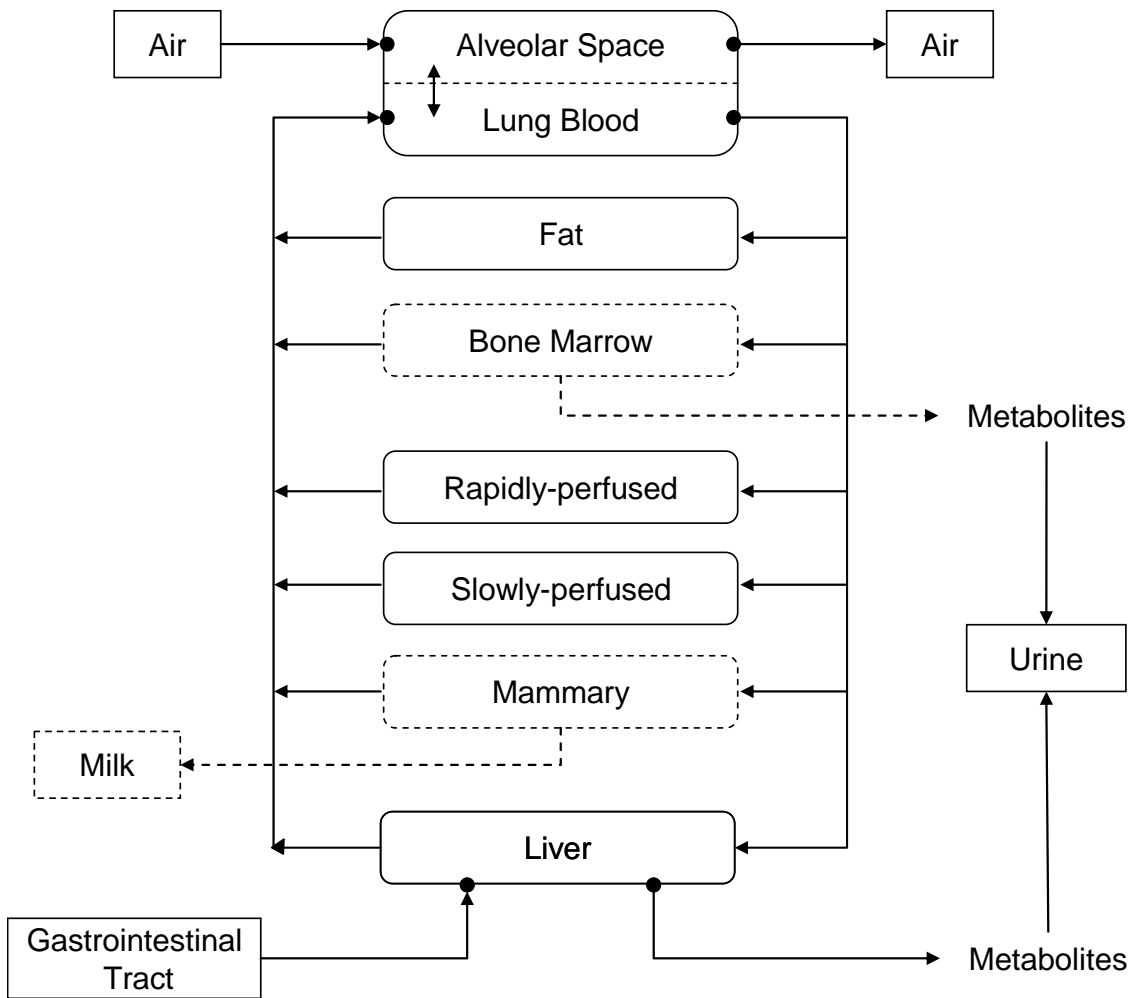 Air
Alveolar Space
Air
Lung Blood
Fat
Bone Marrow
Metabolites
Rapidly-perfused
Slowly-perfused
Urine
Mammary
Milk
Liver
Gastrointestinal
Tract
Metabolites